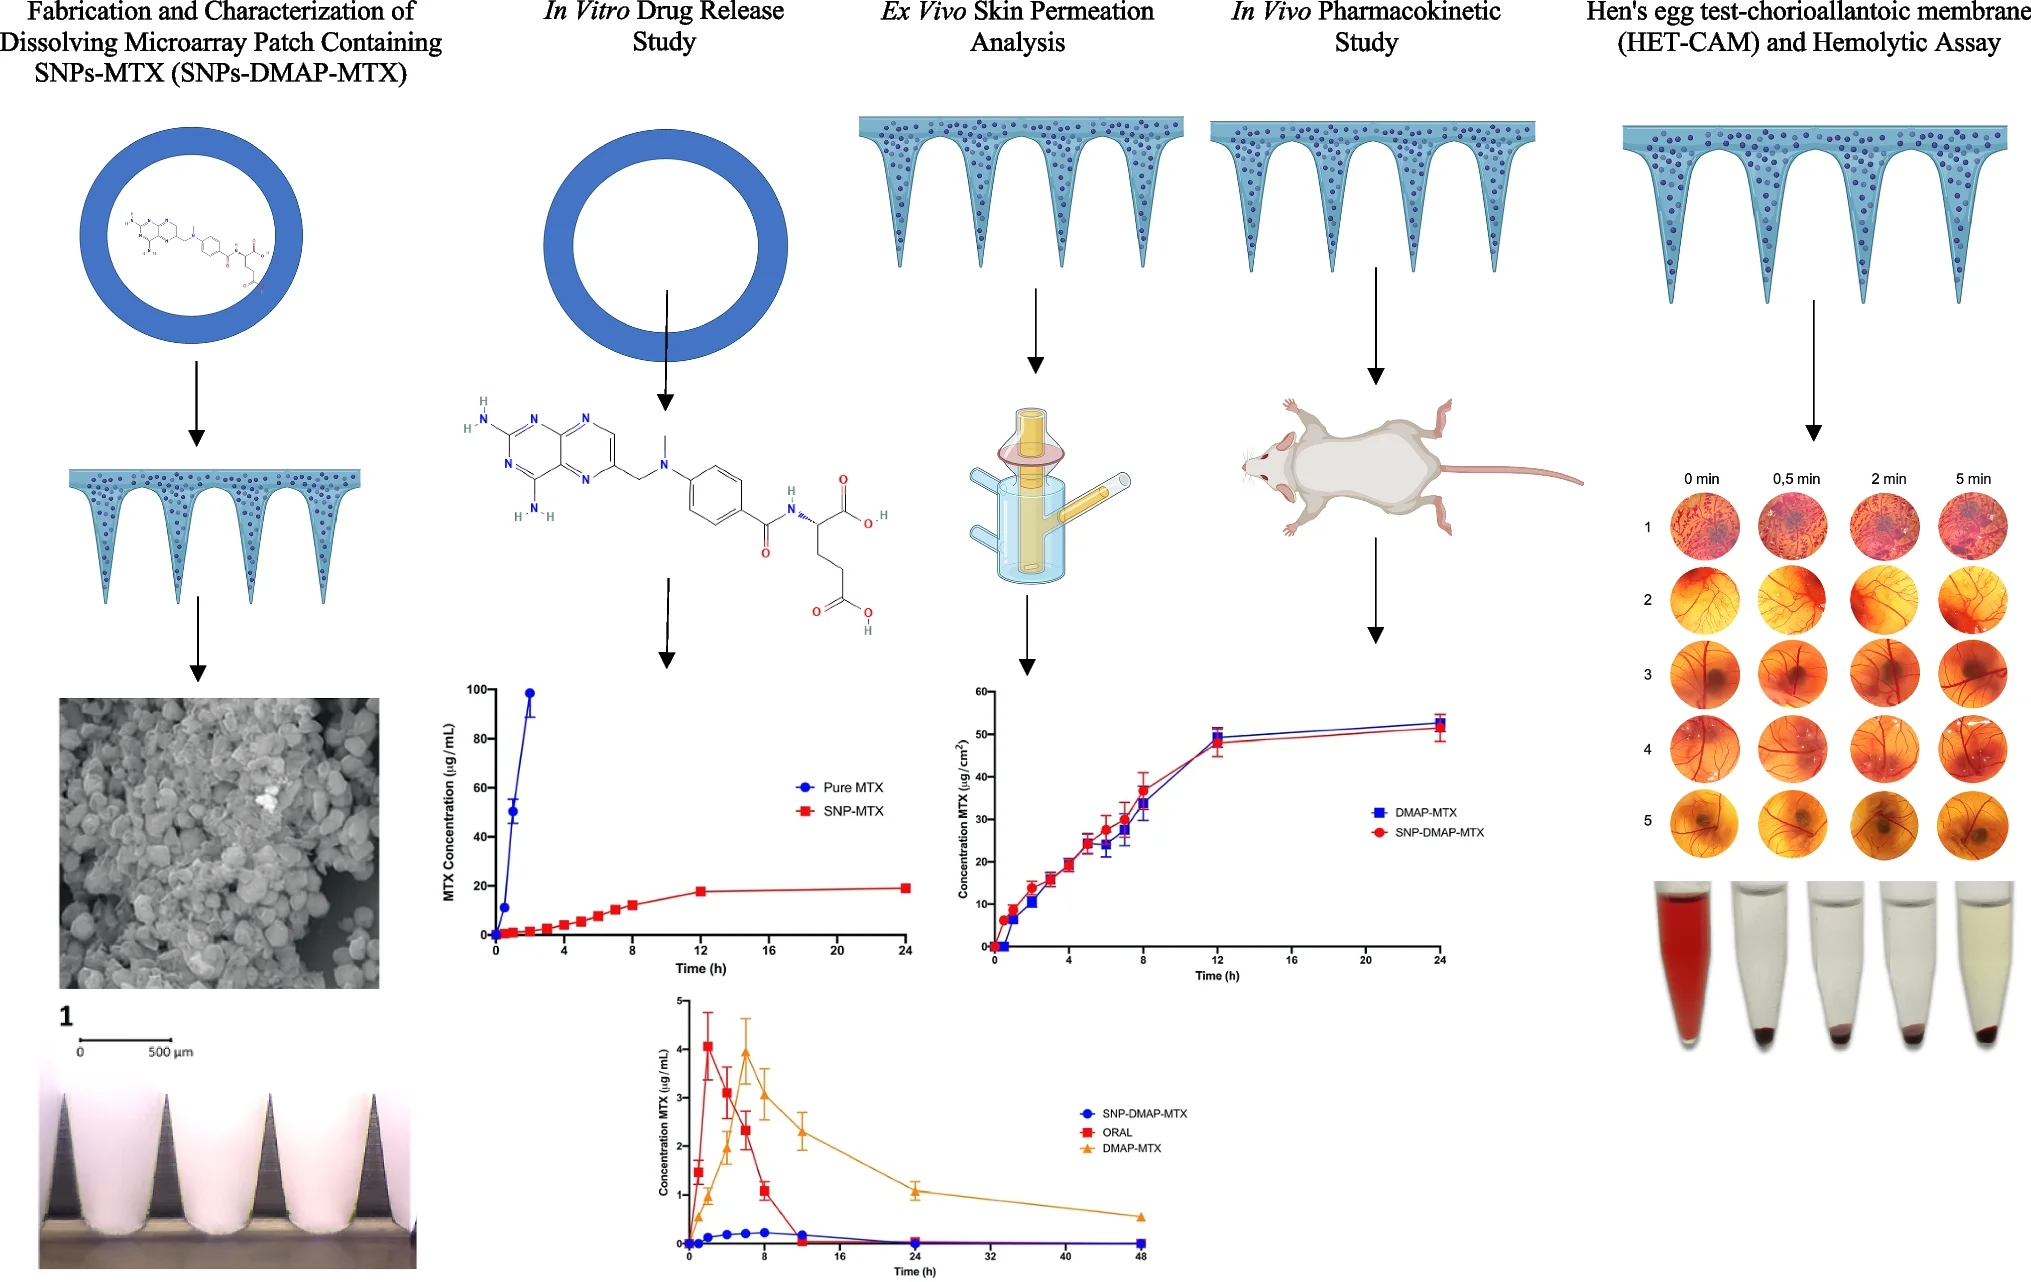 Fabrication and Characterization of
Dissolving Microarray Patch Containing
SNPs-MTX (SNPs-DMAP-MTX)
In Vitro Drug Release
Study
Ex Vivo Skin Permeation
Analysis
In Vivo Pharmacokinetic
Study
Hen's egg test-chorioallantoic membrane
(HET-CAM) and Hemolytic Assay
H
H N
N
N
N
N
N
N
H H
H
N
O
O
O H
O
O
H
0 min 0,5 min 2 min 5 min
1
2
3
4
5
1
0 500 µm
MTX Concentration (µg/mL)
100
80
60
40
20
0
0 4 8 12 16 20 24
Time (h)
Pure MTX
SNP-MTX
Concentration MTX (µg/cm²)
60
50
40
30
20
10
0
0 4 8 12 16 20 24
Time (h)
DMAP-MTX
SNP-DMAP-MTX
Concentration MTX (µg/mL)
5
4
3
2
1
0
0 8 16 24 32 40 48
Time (h)
SNP-DMAP-MTX
ORAL
DMAP-MTX